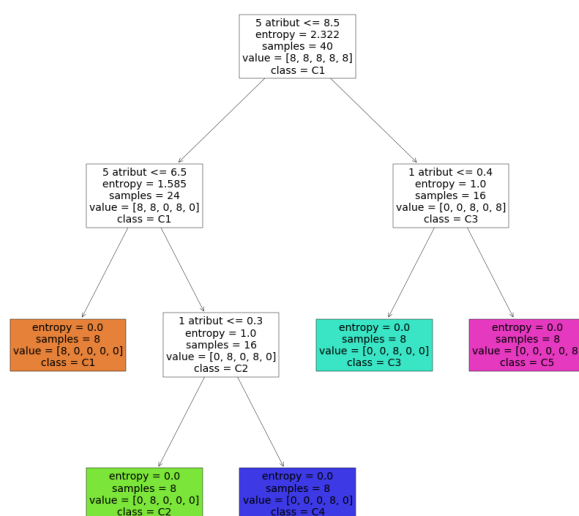 5 atribut <= 8.5
entropy = 2.322
samples = 40
value = [8, 8, 8, 8, 8]
class = C1
5 atribut <= 6.5
entropy = 1.585
samples = 24
value = [8, 8, 0, 8, 0]
class = C1
1 atribut <= 0.4
entropy = 1.0
samples = 16
value = [0, 0, 8, 0, 8]
class = C3
entropy = 0.0
samples = 8
value = [8, 0, 0, 0, 0]
class = C1
1 atribut <= 0.3
entropy = 1.0
samples = 16
value = [0, 8, 0, 8, 0]
class = C2
entropy = 0.0
samples = 8
value = [0, 0, 8, 0, 0]
class = C3
entropy = 0.0
samples = 8
value = [0, 0, 0, 0, 8
class = C5
entropy = 0.0
samples = 8
value = [0, 8, 0, 0, 0]
class = C2
entropy = 0.0
samples = 8
value = [0, 0, 0, 8, 0]
class = C4